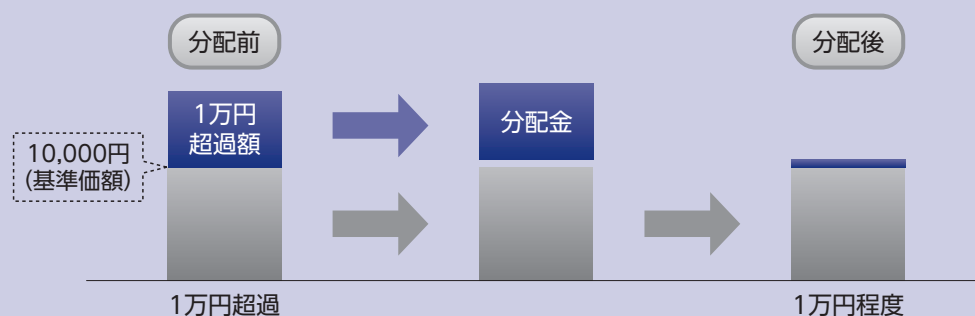 分配前
分配後
1万円
超過額
分配金
10,000円
（基準価額）
1万円超過
1万円程度